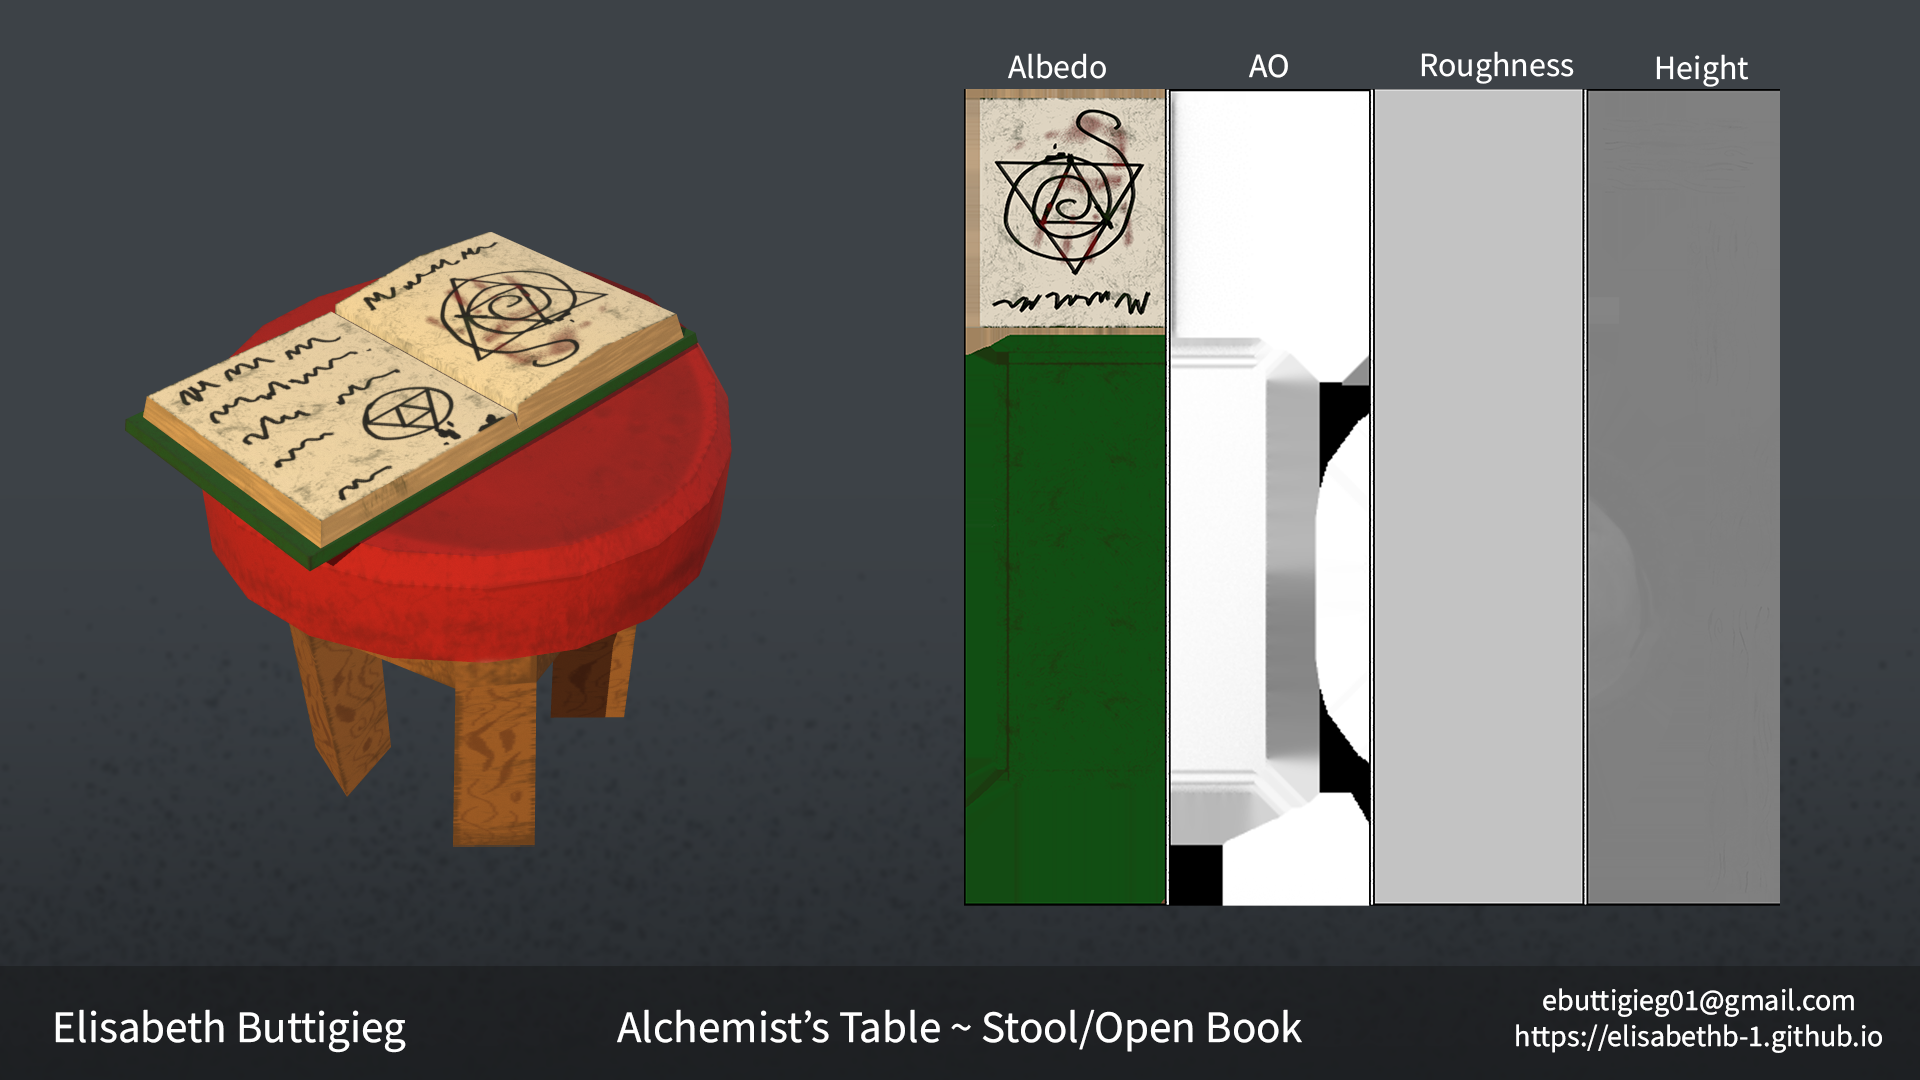 Albedo AO Roughness Height
Elisabeth Buttigieg
Alchemist’s Table ~ Stool/Open Book
ebuttigieg01@gmail.com
https://elisabethb-1.github.io